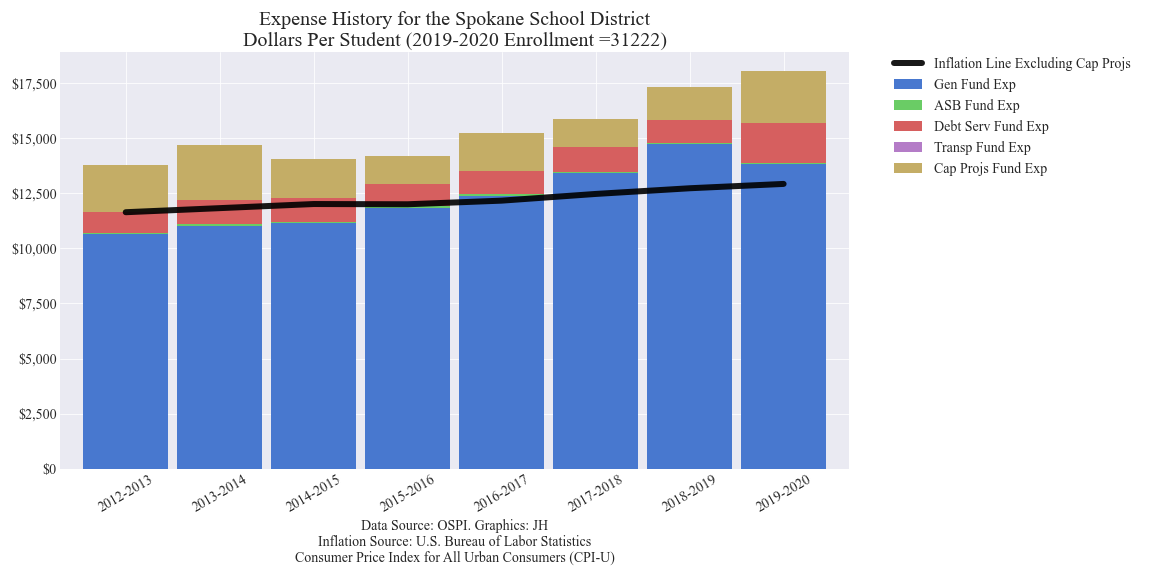 Expense History for the Spokane School District
Dollars Per Student (2019-2020 Enrollment =31222)
$17,500
$15,000
$12,500
$10,000
$7,500
$5,000
$2,500
$0
2012-2013
2013-2014
2014-2015
2015-2016
2016-2017
2017-2018
2018-2019
2019-2020
Data Source: OSPI. Graphics: JH
Inflation Source: U.S. Bureau of Labor Statistics
Consumer Price Index for All Urban Consumers (CPI-U)
Inflation Line Excluding Cap Projs
Gen Fund Exp
ASB Fund Exp
Debt Serv Fund Exp
Transp Fund Exp
Cap Projs Fund Exp